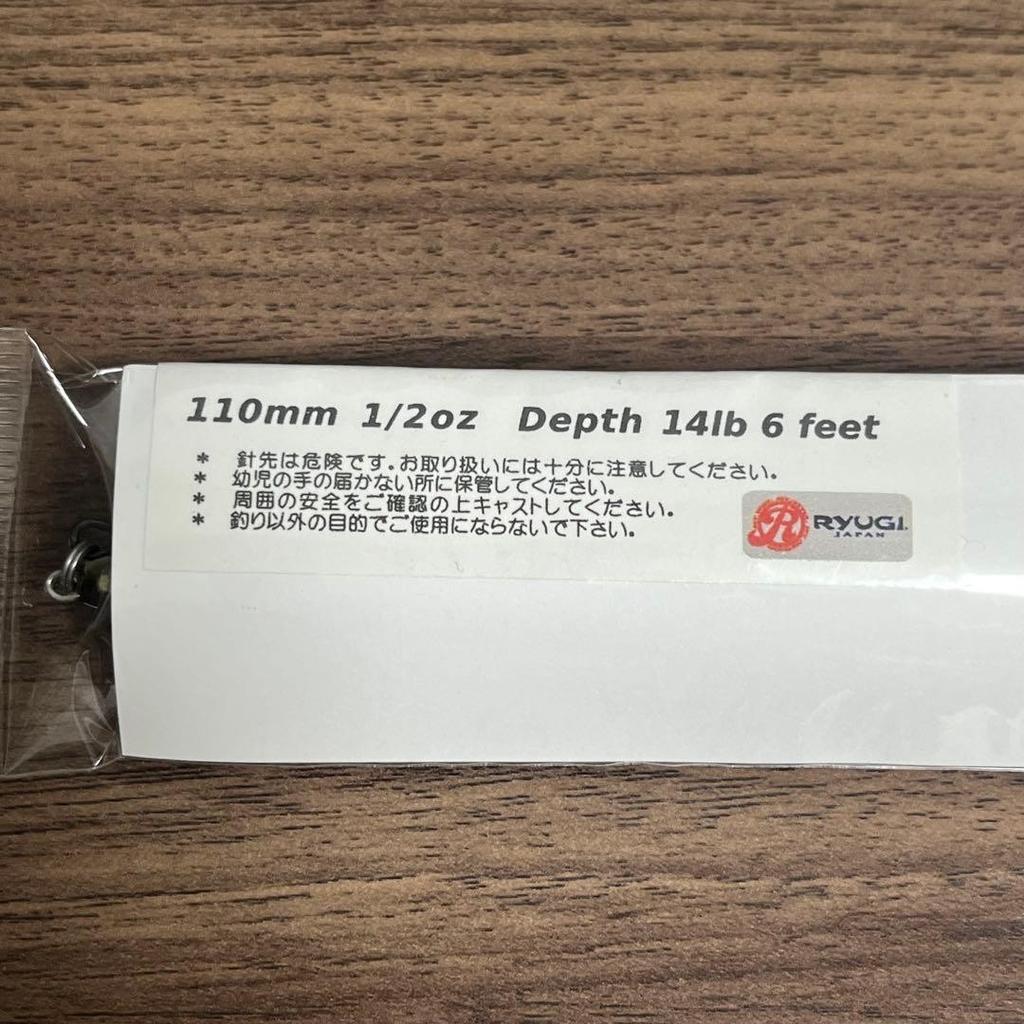 110mm 1/2oz Depth 14lb 6 feet
* 針先は危険です.お取り扱いには十分に注意してください。
* 幼児の手の届かない所に保管してください。
* 周囲の安全をご確認の上キャストしてください。
* 釣り以外の目的でご使用にならないで下さい。
R RYUGI
JAPAN